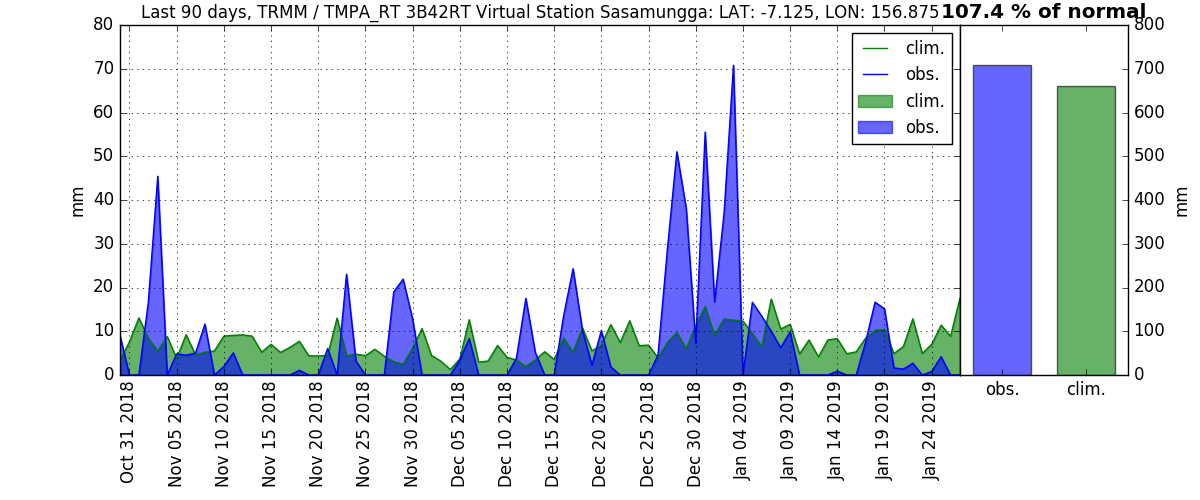 Last 90 days, TRMM / TMPA_RT 3B42RT Virtual Station Sasamungga: LAT: -7.125, LON: 156.875
107.4 % of normal
clim.
obs.
clim.
obs.
80
70
60
50
40
30
20
10
0
mm
800
700
600
500
400
300
200
100
0
mm
Oct 31 2018
Nov 05 2018
Nov 10 2018
Nov 15 2018
Nov 20 2018
Nov 25 2018
Nov 30 2018
Dec 05 2018
Dec 10 2018
Dec 15 2018
Dec 20 2018
Dec 25 2018
Dec 30 2018
Jan 04 2019
Jan 09 2019
Jan 14 2019
Jan 19 2019
Jan 24 2019
obs.
clim.